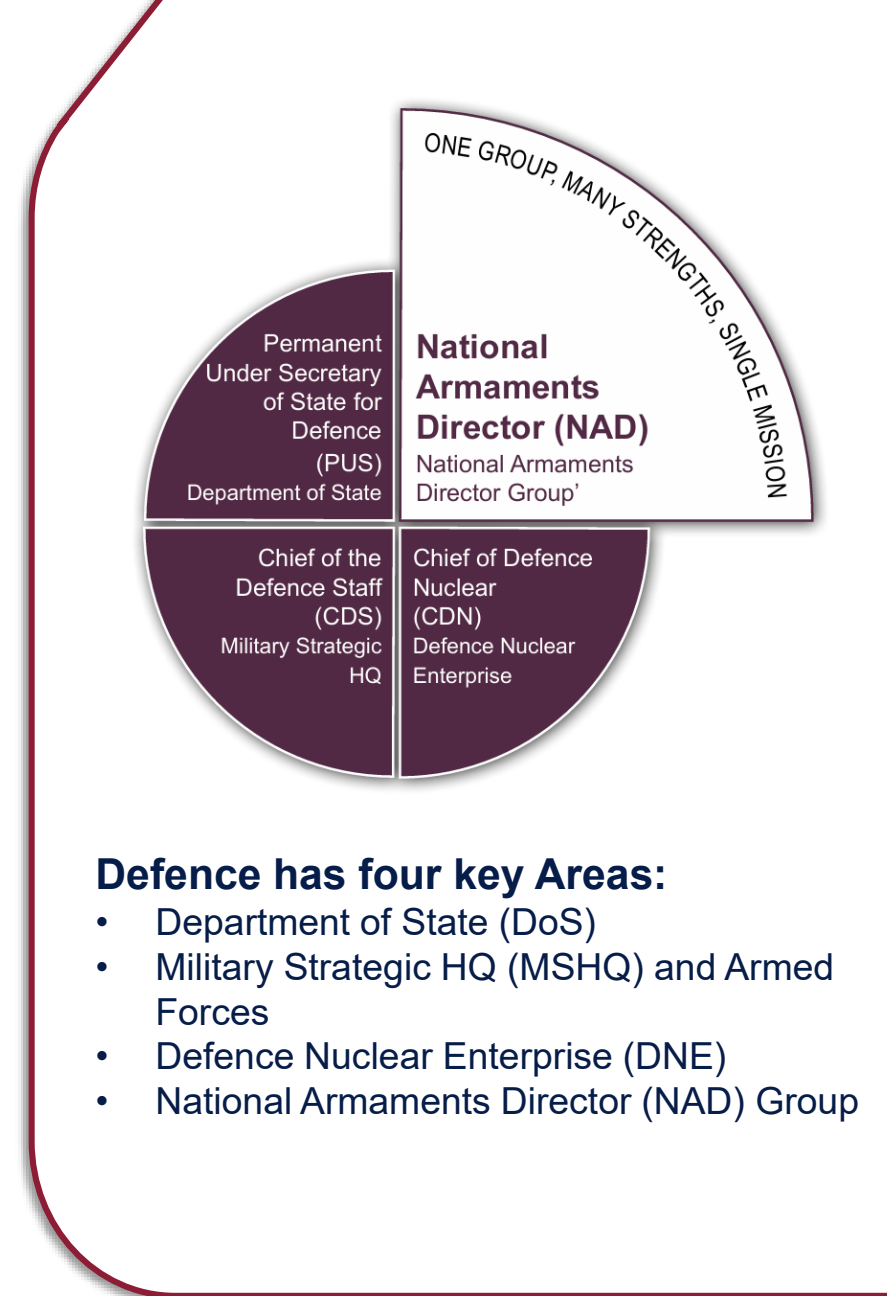 ONE GROUP, MANY STRENGTHS, SINGLE MISSION
Permanent
Under Secretary
of State for
Defence
(PUS)
Department of State
National
Armaments
Director (NAD)
National Armaments
Director Group’
Chief of the
Defence Staff
(CDS)
Military Strategic
HQ
Chief of Defence
Nuclear
(CDN)
Defence Nuclear
Enterprise
Defence has four key Areas:
• Department of State (DoS)
• Military Strategic HQ (MSHQ) and Armed
Forces
• Defence Nuclear Enterprise (DNE)
• National Armaments Director (NAD) Group